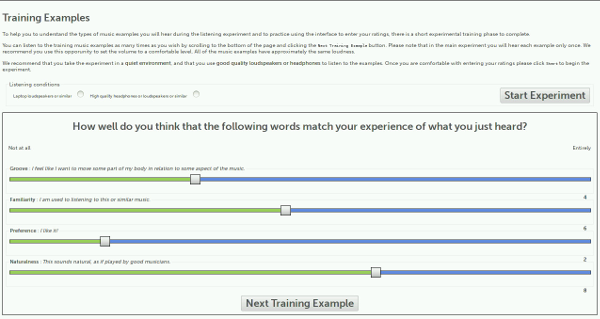 Training Examples
To help you to understand the types of music examples you will hear during the listening experiment and to practice using the interface to enter your ratings, there is a short experimental training phase to complete.
You can listen to the training music examples as many times as you wish by scrolling to the bottom of the page and clicking the Next Training Example button. Please note that in the main experiment you will hear each example only once. We
recommend you use this opporunity to set the volume to a comfortable level. All of the music examples have approximately the same loudness.
We recommend that you take the experiment in a quiet environment, and that you use good quality loudspeakers or headphones to listen to the examples. Once you are comfortable with entering your ratings please click Start to begin the
experiment.
Listening conditions
Laptop loudspeakers or similar High quality headphones or loudspeakers or similar
Start Experiment
How well do you think that the following words match your experience of what you just heard?
Not at all Entirely
Groove : I feel like I want to move some part of my body in relation to some aspect of the music.
4
Familiarity : I am used to listening to this or similar music.
6
Preference : I like it!
2
Naturalness : This sounds natural, as if played by good musicians.
8
Next Training Example